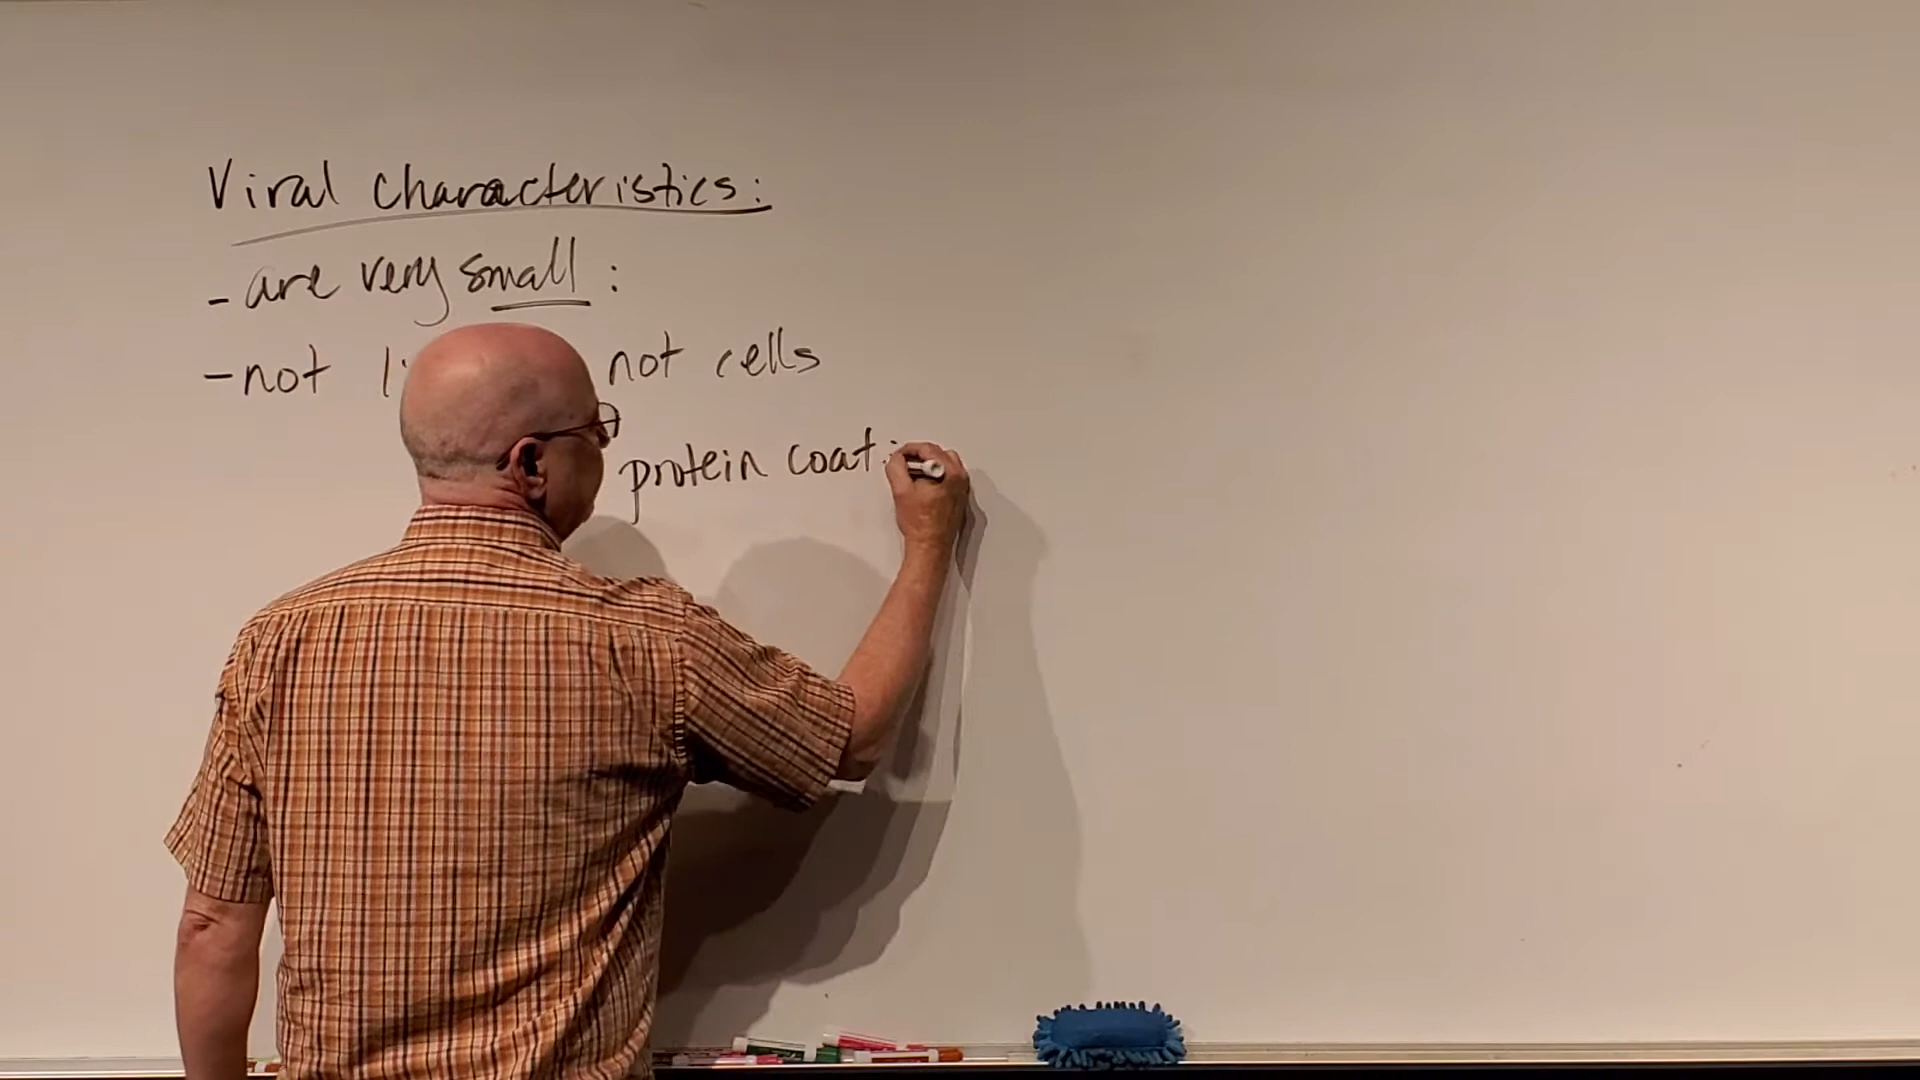 Viral characteristics:
- are very small :
- not not cells
protein coat :